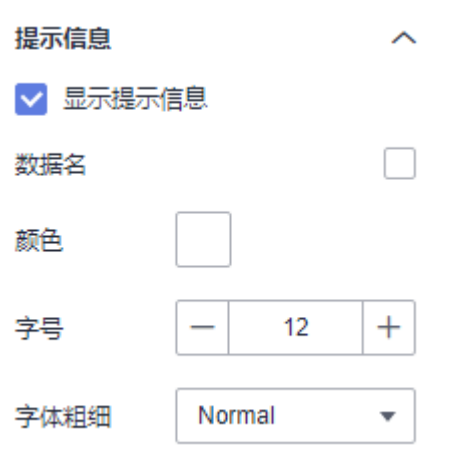 提示信息
显示提示信息
数据名
颜色
字号 12
字体粗细 Normal